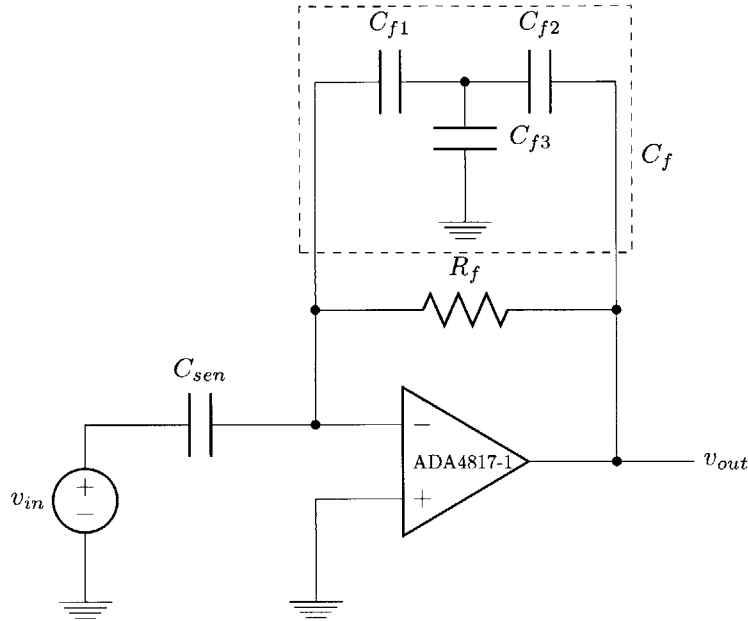 C_{f1}
C_{f2}
C_{f3}
C_f
R_f
C_{sen}
−
ADA4817-1
v_{out}
+
+
v_{in}
−